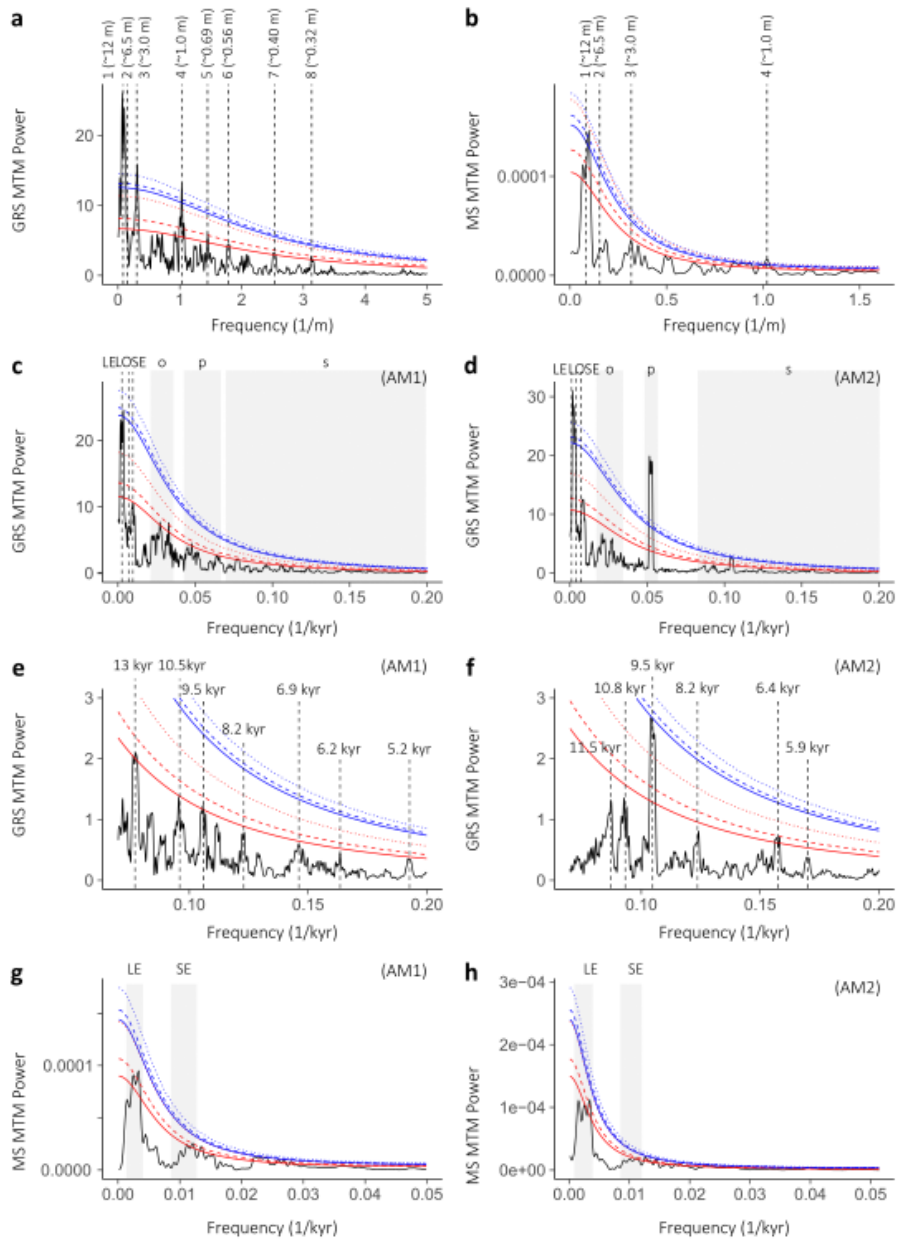 a
1 (~12 m)
2 (~6.5 m)
3 (~3.0 m)
4 (~1.0 m)
5 (~0.69 m)
6 (~0.56 m)
7 (~0.40 m)
8 (~0.32 m)
GRS MTM Power
20
10
0
0 1 2 3 4 5
Frequency (1/m)
b
1 (~12 m)
2 (~6.5 m)
3 (~3.0 m)
4 (~1.0 m)
MS MTM Power
0.0001
0.0000
0.0 0.5 1.0 1.5
Frequency (1/m)
c
LELOSE o p s
(AM1)
GRS MTM Power
20
10
0
0.00 0.05 0.10 0.15 0.20
Frequency (1/kyr)
d
LELOSE o p s
(AM2)
GRS MTM Power
30
20
10
0
0.00 0.05 0.10 0.15 0.20
Frequency (1/kyr)
e
(AM1)
13 kyr 10.5kyr
9.5 kyr 6.9 kyr
8.2 kyr
6.2 kyr 5.2 kyr
GRS MTM Power
3
2
1
0
0.10 0.15 0.20
Frequency (1/kyr)
f
(AM2)
9.5 kyr
10.8 kyr 8.2 kyr 6.4 kyr
11.5 kyr 5.9 kyr
GRS MTM Power
3
2
1
0
0.10 0.15 0.20
Frequency (1/kyr)
g
LE SE
(AM1)
MS MTM Power
0.0001
0.0000
0.00 0.01 0.02 0.03 0.04 0.05
Frequency (1/kyr)
h
LE SE
(AM2)
MS MTM Power
3e-04
2e-04
1e-04
0e+00
0.00 0.01 0.02 0.03 0.04 0.05
Frequency (1/kyr)